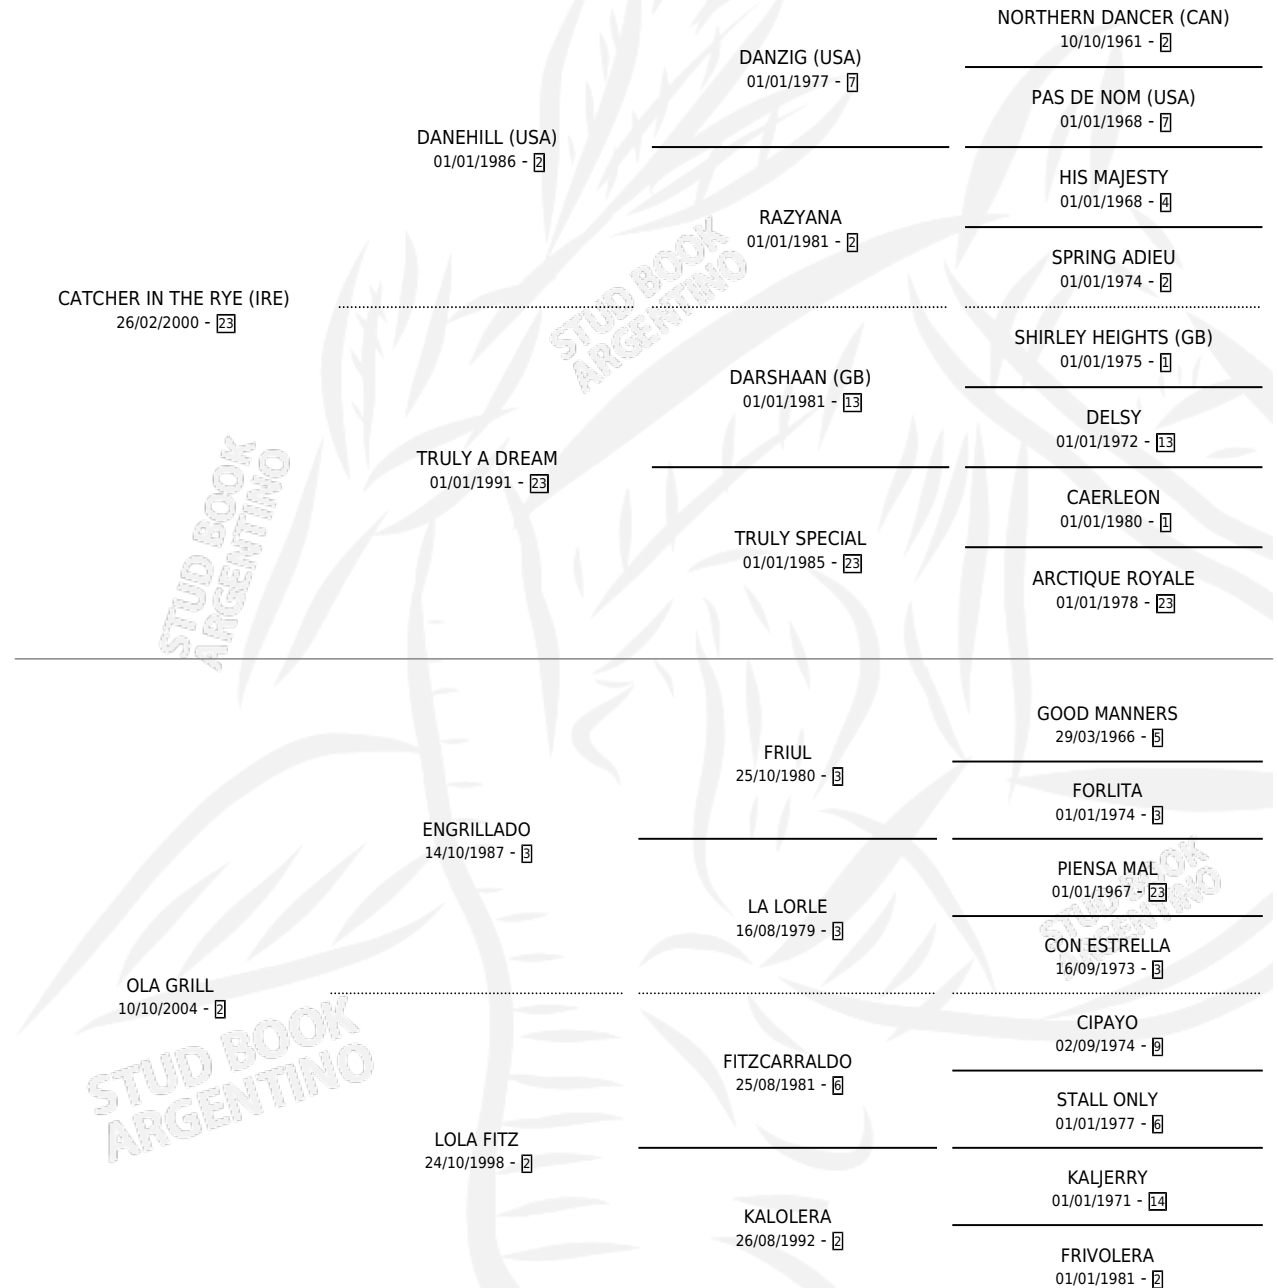 NORTHERN DANCER (CAN)
10/10/1961 - 2
DANZIG (USA)
01/01/1977 - 7
PAS DE NOM (USA)
01/01/1968 - 7
DANEHILL (USA)
01/01/1986 - 2
HIS MAJESTY
01/01/1968 - 4
RAZYANA
01/01/1981 - 2
SPRING ADIEU
01/01/1974 - 2
CATCHER IN THE RYE (IRE)
26/02/2000 - 23
STUD BOOK
ARGENTINO
SHIRLEY HEIGHTS (GB)
01/01/1975 - 1
DARSHAAN (GB)
01/01/1981 - 13
DELSY
01/01/1972 - 13
TRULY A DREAM
01/01/1991 - 23
CAERLEON
01/01/1980 - 1
TRULY SPECIAL
01/01/1985 - 23
ARCTIQUE ROYALE
01/01/1978 - 23
STUD BOOK
ARGENTINO
GOOD MANNERS
29/03/1966 - 5
FRIUL
25/10/1980 - 3
FORLITA
01/01/1974 - 3
ENGRILLADO
14/10/1987 - 3
PIENSA MAL
01/01/1967 - 23
STUD BOOK
ARGENTINO
LA LORLE
16/08/1979 - 3
CON ESTRELLA
16/09/1973 - 3
OLA GRILL
10/10/2004 - 2
STUD BOOK
ARGENTINO
CIPAYO
02/09/1974 - 9
FITZCARRALDO
25/08/1981 - 6
STALL ONLY
01/01/1977 - 6
LOLA FITZ
24/10/1998 - 2
KALJERRY
01/01/1971 - 14
KALOLERA
26/08/1992 - 2
FRIVOLERA
01/01/1981 - 2